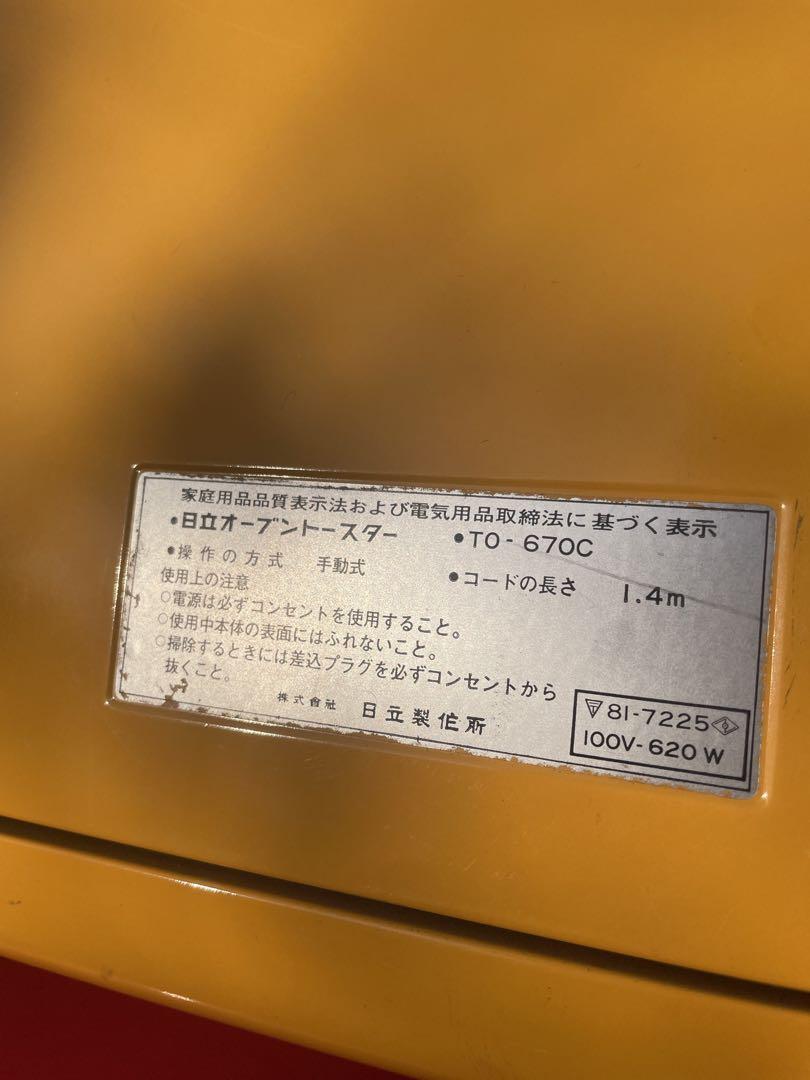 家庭用品品質表示法および電気用品取締法に基づく表示
•日立オーブントースター •TO-670C
•操作の方式 手動式 •コードの長さ 1.4m
使用上の注意
○電源は必ずコンセントを使用すること。
○使用中本体の表面にはふれないこと。
○掃除するときには差込プラグを必ずコンセントから
抜くこと。
株式會社 日立製作所
81-7225
100V-620W